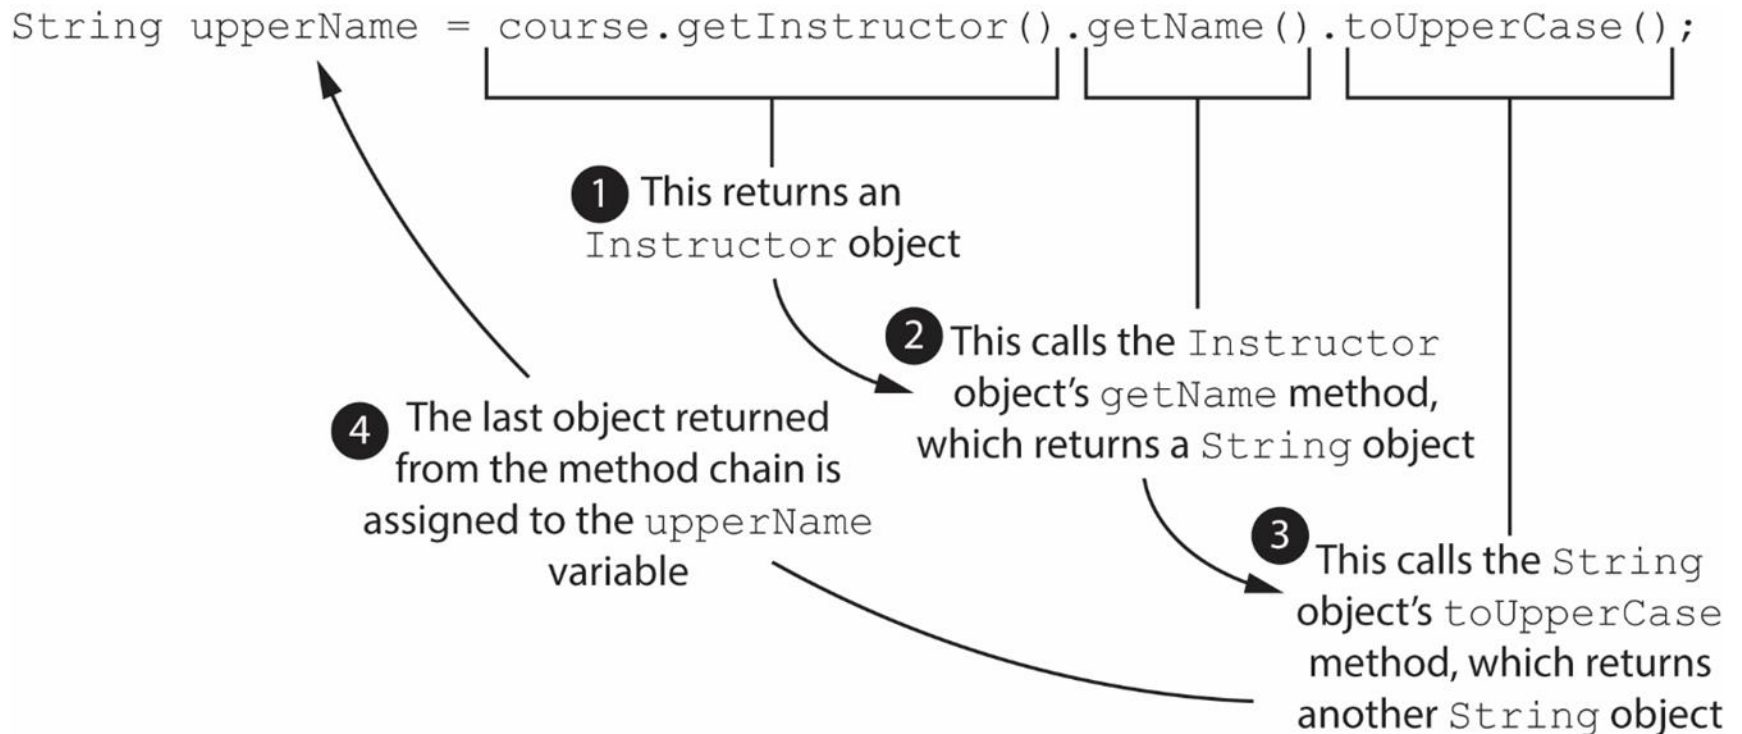 String upperName = course.getInstructor().getName().toUpperCase();
1 This returns an
Instructor object
2 This calls the Instructor
object’s getName method,
which returns a String object
3 This calls the String
object’s toUpperCase
method, which returns
another String object
4 The last object returned
from the method chain is
assigned to the upperName
variable